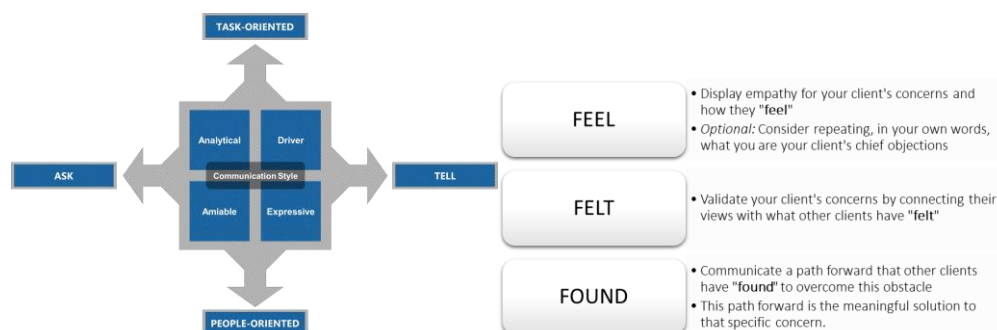 TASK-ORIENTED
Analytical
Driver
ASK
Communication Style
TELL
Amiable
Expressive
PEOPLE-ORIENTED
FEEL
• Display empathy for your client's concerns and
how they "feel"
• Optional: Consider repeating, in your own words,
what you are your client's chief objections
FELT
• Validate your client's concerns by connecting their
views with what other clients have "felt"
FOUND
• Communicate a path forward that other clients
have "found" to overcome this obstacle
• This path forward is the meaningful solution to
that specific concern.